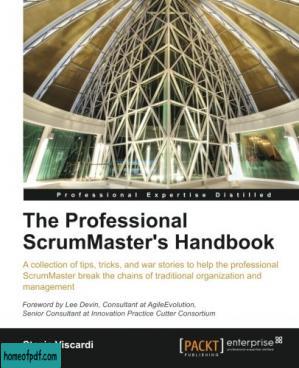 Professional Expertise Distilled
The Professional
ScrumMaster's Handbook
A collection of tips, tricks, and war stories to help the professional
ScrumMaster break the chains of traditional organization and
management
Foreword by Lee Devin, Consultant at AgileEvolution,
Senior Consultant at Innovation Practice Cutter Consortium
Viscardi
[PACKT] enterprise
PUBLISHING
homeofpdf.com